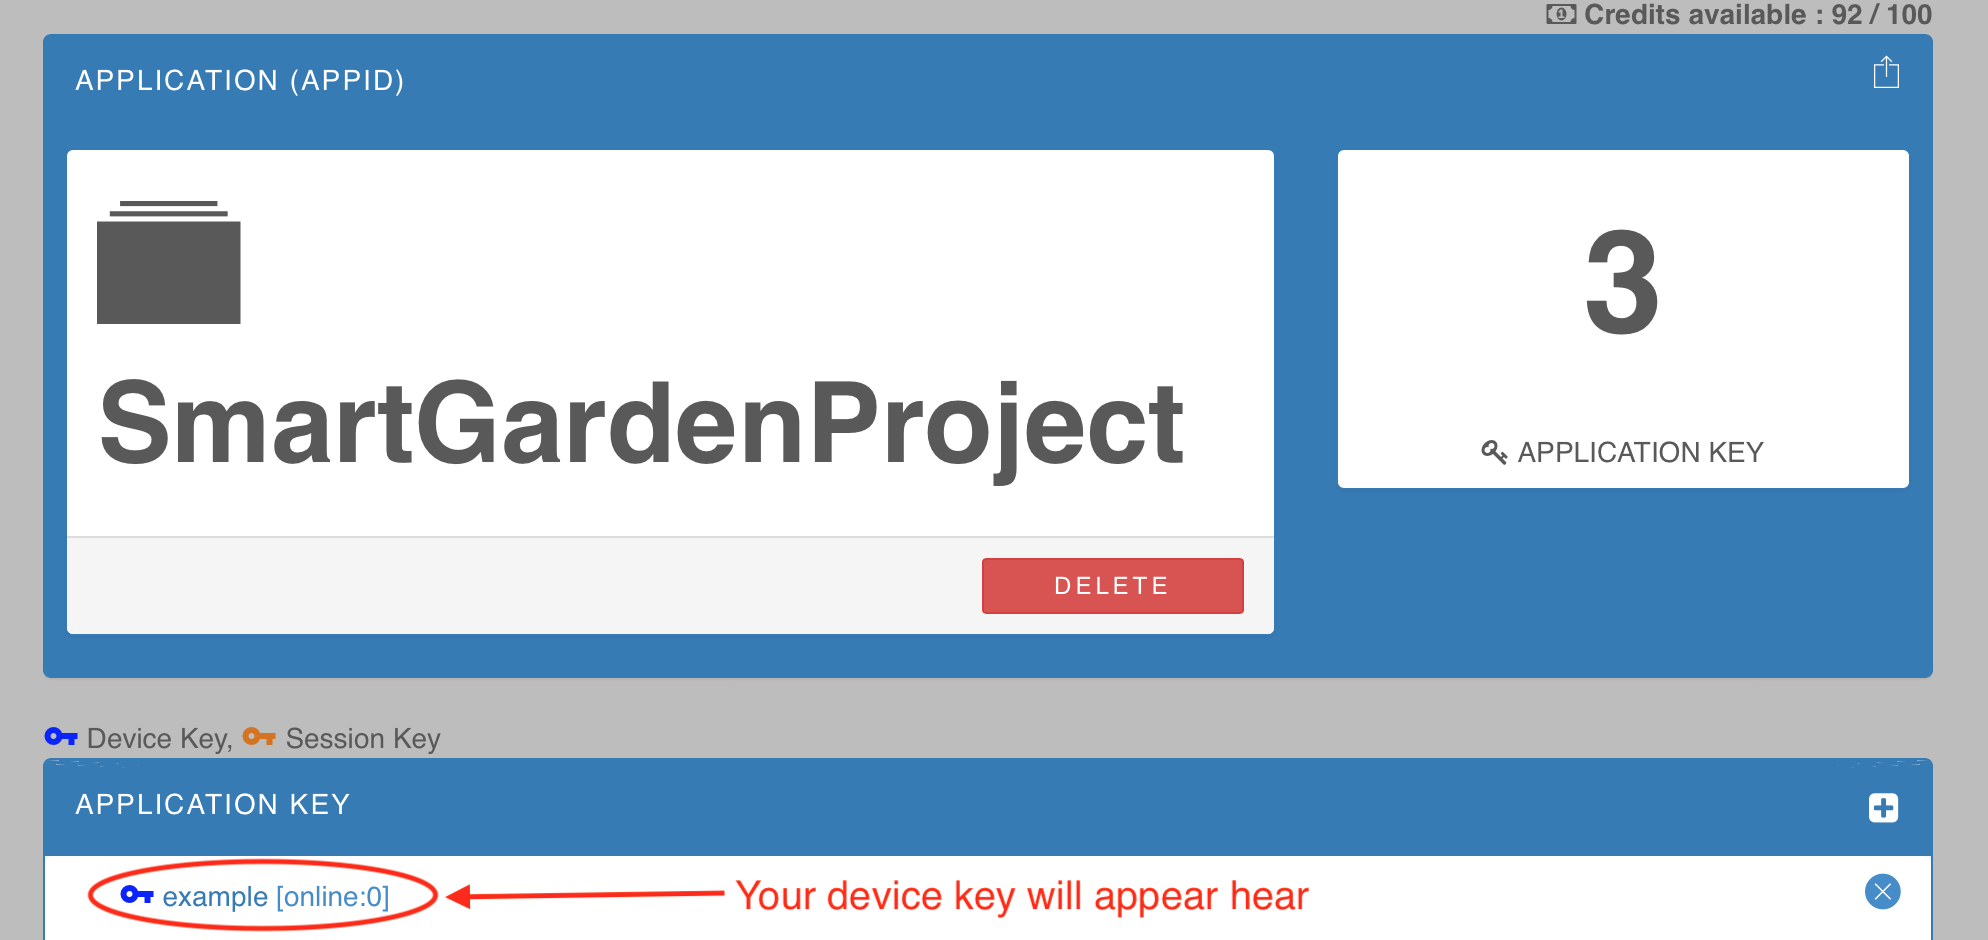 Credits available : 92 / 100
APPLICATION (APPID)
SmartGardenProject
3
APPLICATION KEY
DELETE
Device Key, Session Key
APPLICATION KEY
example [online:0]
Your device key will appear hear